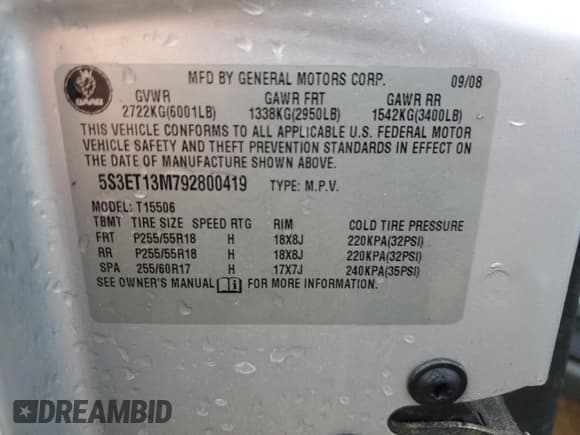 MFD BY GENERAL MOTORS CORP. 09/08
SAAB
GVWR GAWR FRT GAWR RR
2722KG(6001LB) 1338KG(2950LB) 1542KG(3400LB)
THIS VEHICLE CONFORMS TO ALL APPLICABLE U.S. FEDERAL MOTOR
VEHICLE SAFETY AND THEFT PREVENTION STANDARDS IN EFFECT ON
THE DATE OF MANUFACTURE SHOWN ABOVE.
5S3ET13M792800419 TYPE: M.P.V.
MODEL: T15506
TBMT TIRE SIZE SPEED RTG RIM COLD TIRE PRESSURE
FRT P255/55R18 H 18X8J 220KPA(32PSI)
RR P255/55R18 H 18X8J 220KPA(32PSI)
SPA 255/60R17 H 17X7J 240KPA(35PSI)
SEE OWNER'S MANUAL FOR MORE INFORMATION.
DREAMBID